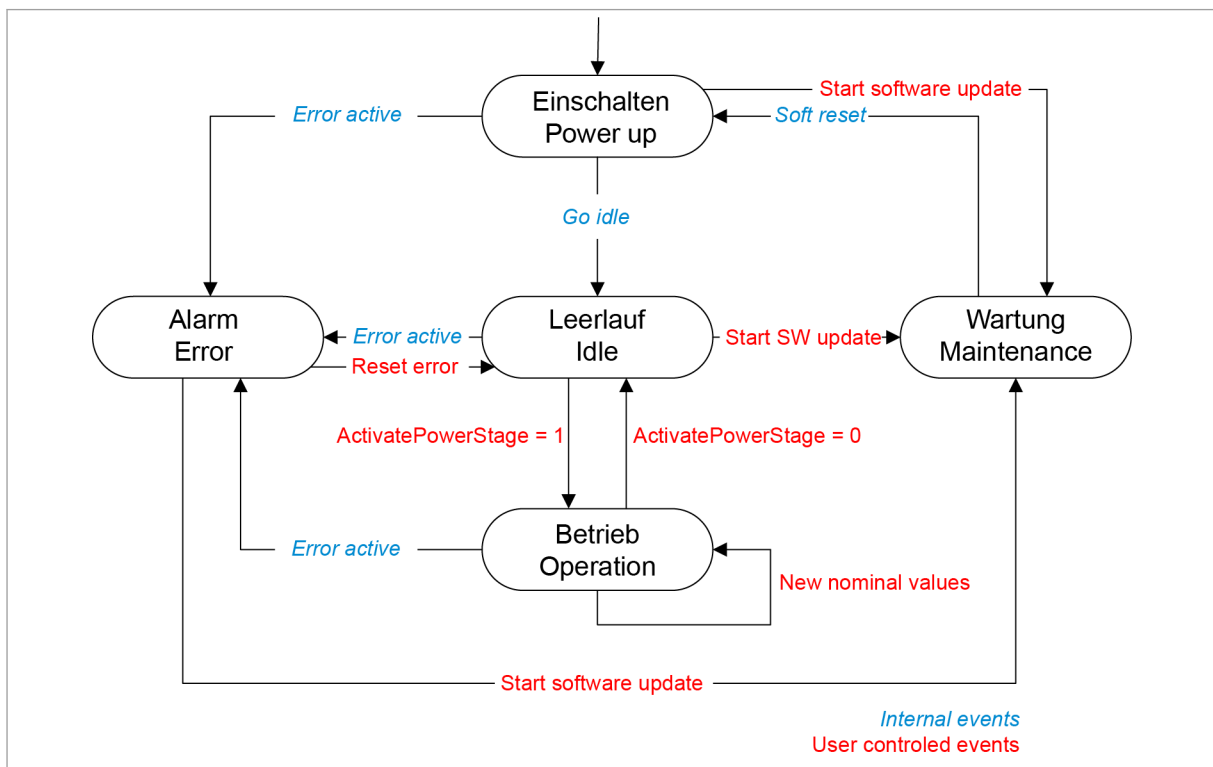 Start software update
Einschalten
Power up
Error active
Soft reset
Go idle
Alarm
Error
Error active
Reset error
Leerlauf
Idle
Start SW update
Wartung
Maintenance
ActivatePowerStage = 1
ActivatePowerStage = 0
Betrieb
Operation
Error active
New nominal values
Start software update
Internal events
User controled events